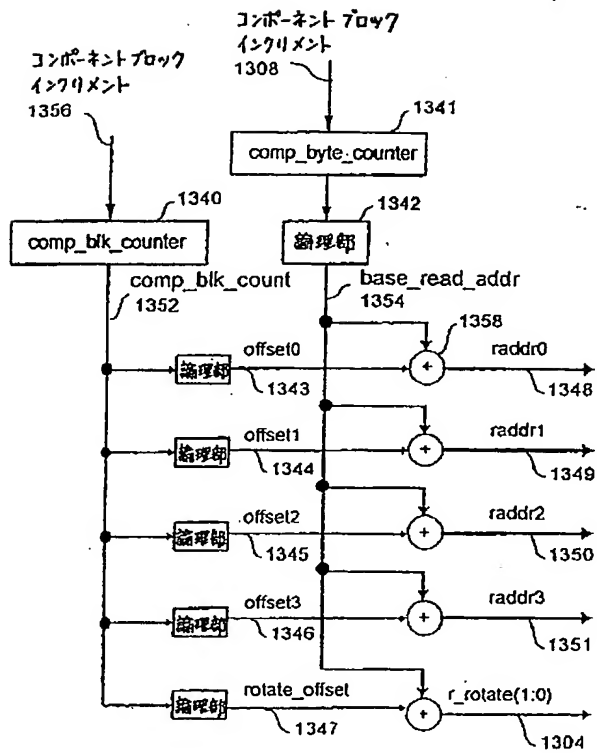 コンポーネント ブロック
インクリメント
1308
コンポーネントブロック
インクリメント
1356
1341
comp_byte_counter
1340
comp_blk_counter
1342
論理部
comp_blk_count
1352
base_read_addr
1354
1358
論理部
offset0
1343
+
raddr0
1348
論理部
offset1
1344
+
raddr1
1349
論理部
offset2
1345
+
raddr2
1350
論理部
offset3
1346
+
raddr3
1351
論理部
rotate_offset
1347
+
r_rotate(1:0)
1304